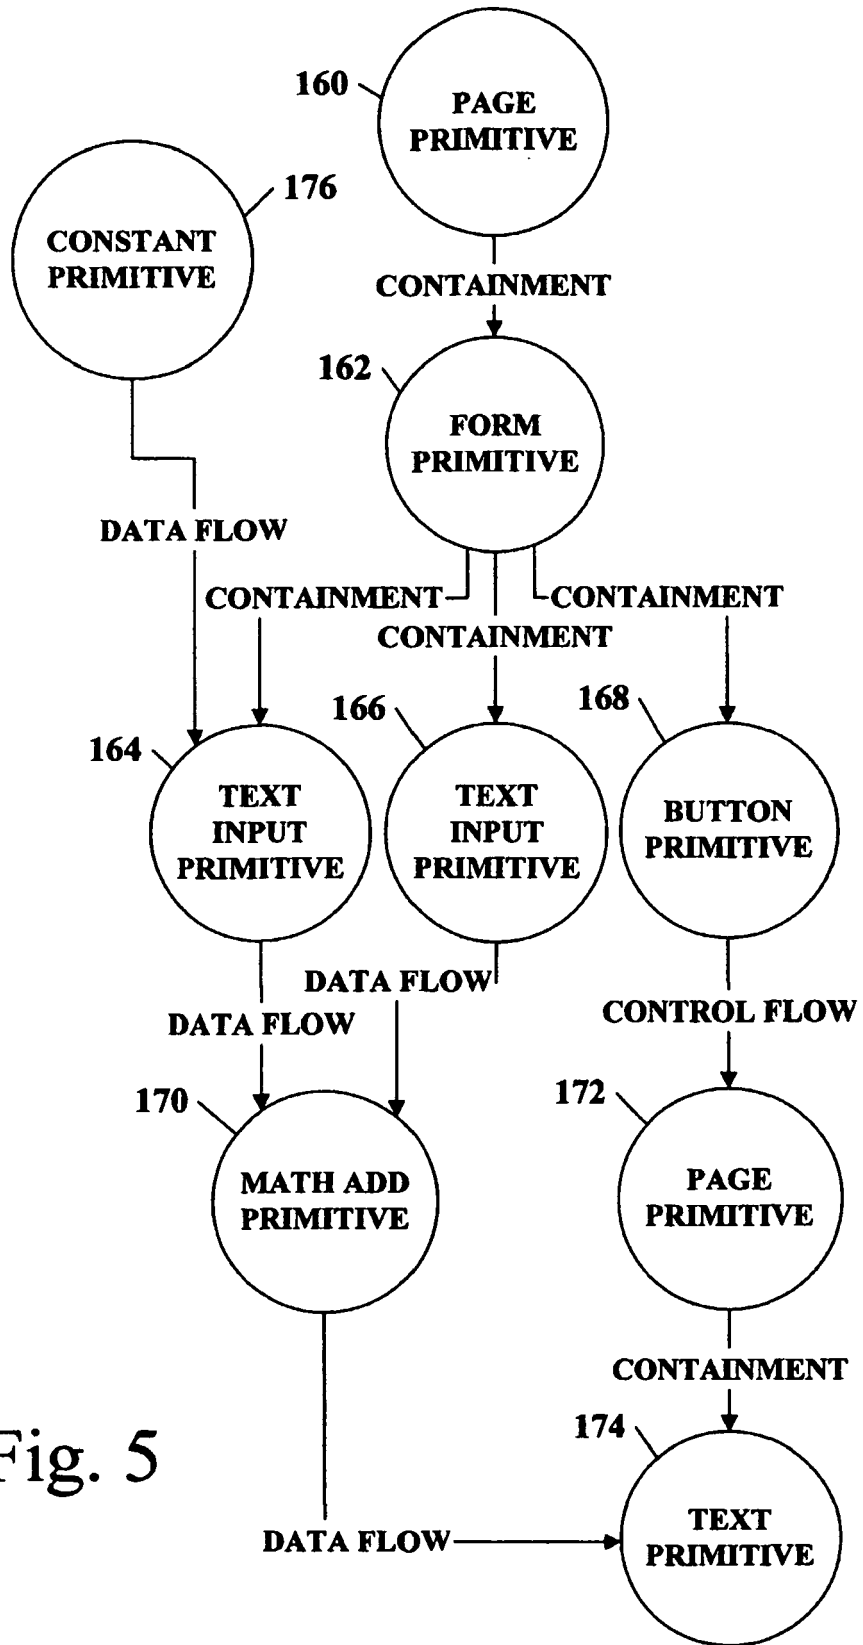 160
PAGE
PRIMITIVE
176
CONSTANT
PRIMITIVE
CONTAINMENT
162
FORM
PRIMITIVE
DATA FLOW
CONTAINMENT
CONTAINMENT
CONTAINMENT
164
166
168
TEXT
INPUT
PRIMITIVE
TEXT
INPUT
PRIMITIVE
BUTTON
PRIMITIVE
DATA FLOW
DATA FLOW
CONTROL FLOW
170
172
MATH ADD
PRIMITIVE
PAGE
PRIMITIVE
CONTAINMENT
174
Fig. 5
TEXT
PRIMITIVE
DATA FLOW